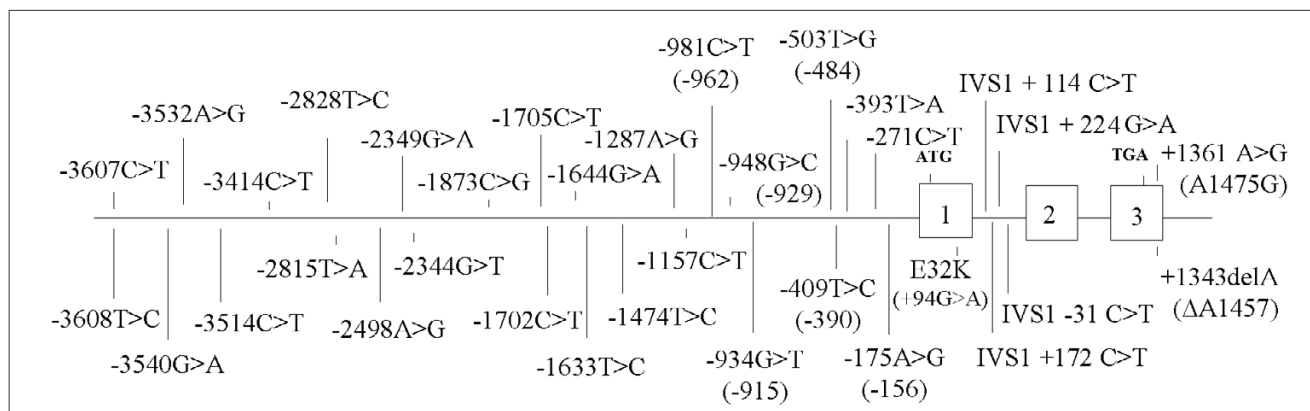 -981C>T
(-962)
-503T>G
(-484)
-2828T>C
-3532A>G
-1705C>T
-393T>A
IVS1 + 114 C>T
-2349G>A
-1287A>G
-271C>T
IVS1 + 224 G>A
-3607C>T
-3414C>T
-1873C>G
-1644G>A
-948G>C
(-929)
ATG
TGA
+1361 A>G
(A1475G)
1
2
3
-2815T>A
-2344G>T
-1157C>T
E32K
(+94G>A)
+1343delA
(ΔA1457)
-3608T>C
-3514C>T
-2498A>G
-1702C>T
-1474T>C
-409T>C
(-390)
IVS1 -31 C>T
-3540G>A
-1633T>C
-934G>T
(-915)
-175A>G
(-156)
IVS1 +172 C>T